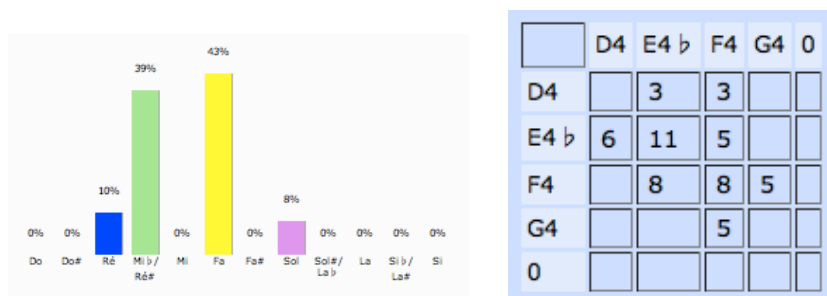 43%
39%
10%
8%
0% 0% 0% 0% 0% 0% 0% 0%
Do Do# Ré Mi♭/ Mi Fa Fa# Sol Sol#/ La Si♭/ Si
Ré# La♭ La#
D4 E4♭ F4 G4 0
D4 3 3
E4♭ 6 11 5
F4 8 8 5
G4 5
0